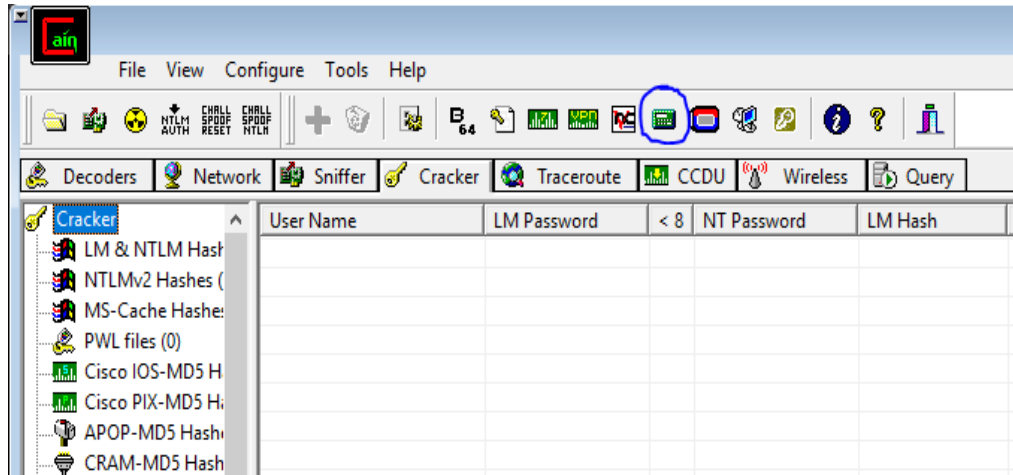 Cain
File View Configure Tools Help
NTLM AUTH CHALL SPOOF RESET CHALL SPOOF NTLM B 64 VPN
Decoders Network Sniffer Cracker Traceroute CCDU Wireless Query
Cracker
User Name LM Password < 8 NT Password LM Hash
LM & NTLM Hash
NTLMv2 Hashes (
MS-Cache Hashes
PWL files (0)
Cisco IOS-MD5 H
Cisco PIX-MD5 Ha
APOP-MD5 Hash
CRAM-MD5 Hash